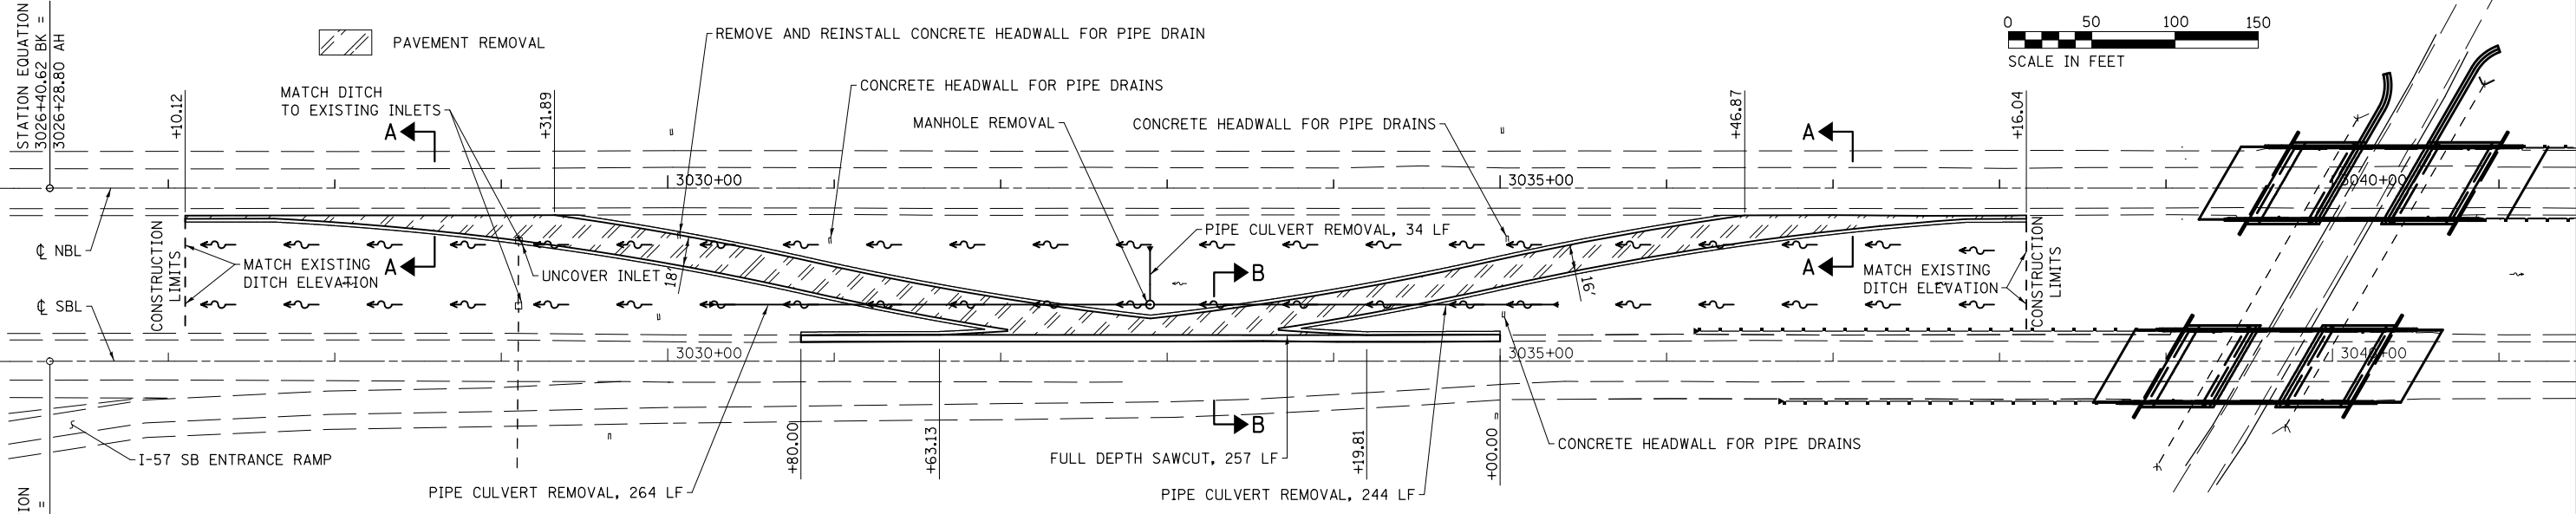 STATION EQUATION
3026+40.62 BK =
3026+28.80 AH
PAVEMENT REMOVAL
REMOVE AND REINSTALL CONCRETE HEADWALL FOR PIPE DRAIN
0 50 100 150
SCALE IN FEET
MATCH DITCH
TO EXISTING INLETS
CONCRETE HEADWALL FOR PIPE DRAINS
MANHOLE REMOVAL
CONCRETE HEADWALL FOR PIPE DRAINS
+10.12
A
+31.89
+46.87
A
+16.04
3030+00
3035+00
3040+00
℄ NBL
CONSTRUCTION
LIMITS
MATCH EXISTING
DITCH ELEVATION
A
UNCOVER INLET
18'
PIPE CULVERT REMOVAL, 34 LF
B
16'
A
MATCH EXISTING
DITCH ELEVATION
CONSTRUCTION
LIMITS
℄ SBL
3030+00
3035+00
3040+00
+80.00
+63.13
B
+19.81
+00.00
I-57 SB ENTRANCE RAMP
FULL DEPTH SAWCUT, 257 LF
CONCRETE HEADWALL FOR PIPE DRAINS
PIPE CULVERT REMOVAL, 264 LF
PIPE CULVERT REMOVAL, 244 LF
ION
=